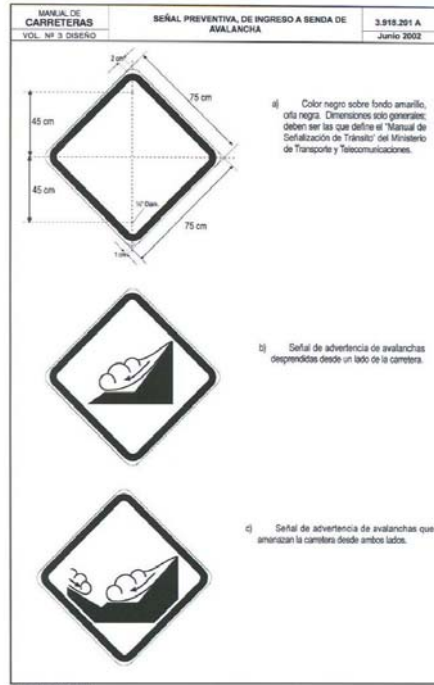 MANUAL DE
CARRETERAS
VOL. Nº 3 DISEÑO
SEÑAL PREVENTIVA, DE INGRESO A SENDA DE
AVALANCHA
3.918.201 A
Junio 2002
2 cm
75 cm
45 cm
45 cm
75 cm
1 cm
a) Color negro sobre fondo amarillo,
orla negra. Dimensiones solo generales;
deben ser las que define el "Manual de
Señalización de Tránsito" del Ministerio
de Transporte y Telecomunicaciones.
b) Señal de advertencia de avalanchas
desprendidas desde un lado de la carretera.
c) Señal de advertencia de avalanchas que
amenazan la carretera desde ambos lados.